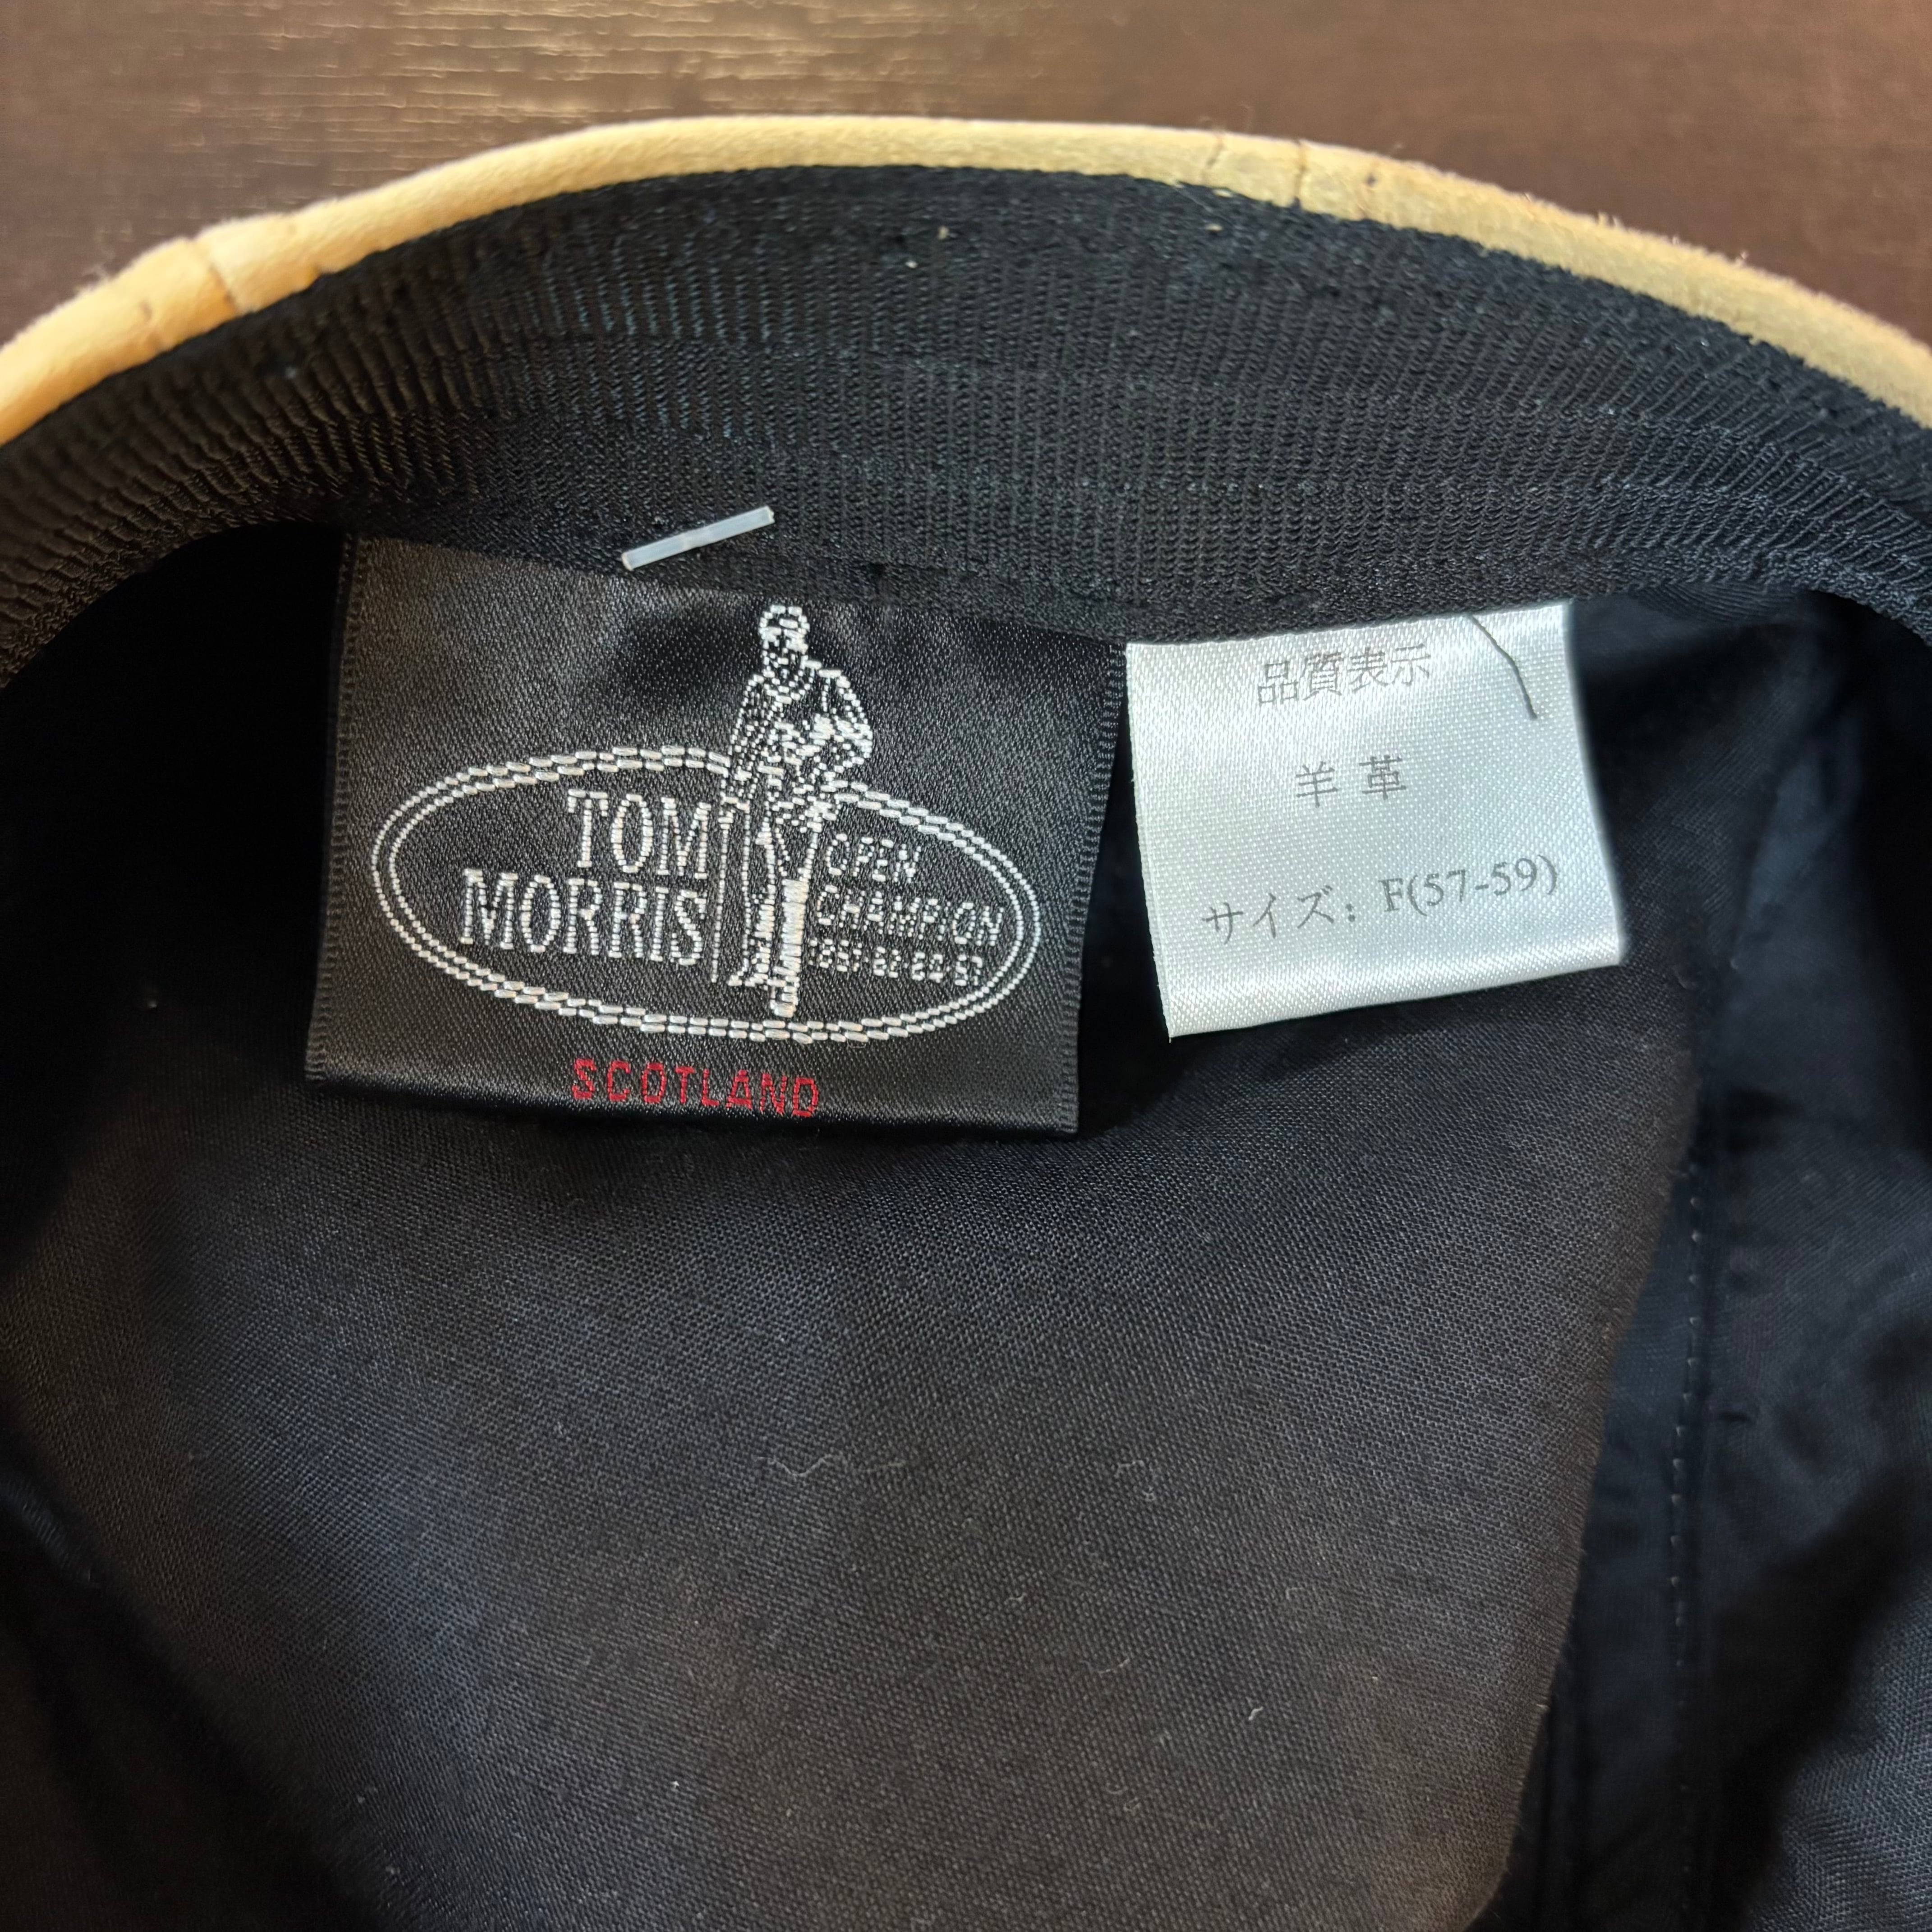 TOM
MORRIS
OPEN
CHAMPION
SCOTLAND
品質表示
羊革
サイズ: F(57-59)